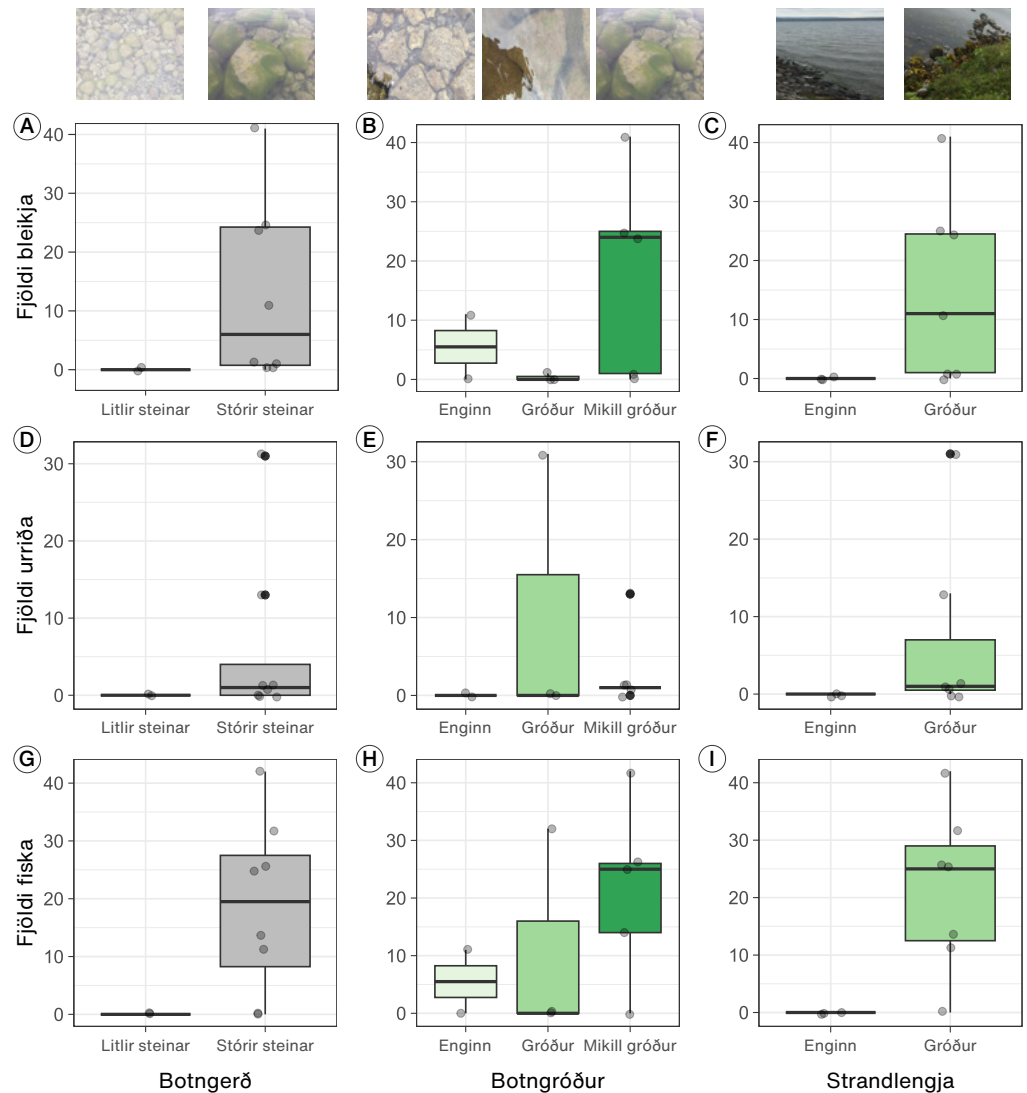 A
B
C
Fjöldi bleikja
40
30
20
10
0
40
30
20
10
0
40
30
20
10
0
Litlir steinar Stórir steinar
Enginn Gróður Mikill gróður
Enginn Gróður
D
E
F
Fjöldi urriða
30
20
10
0
30
20
10
0
30
20
10
0
Litlir steinar Stórir steinar
Enginn Gróður Mikill gróður
Enginn Gróður
G
H
I
Fjöldi fiska
40
30
20
10
0
40
30
20
10
0
40
30
20
10
0
Litlir steinar Stórir steinar
Enginn Gróður Mikill gróður
Enginn Gróður
Botngerð
Botngróður
Strandlengja